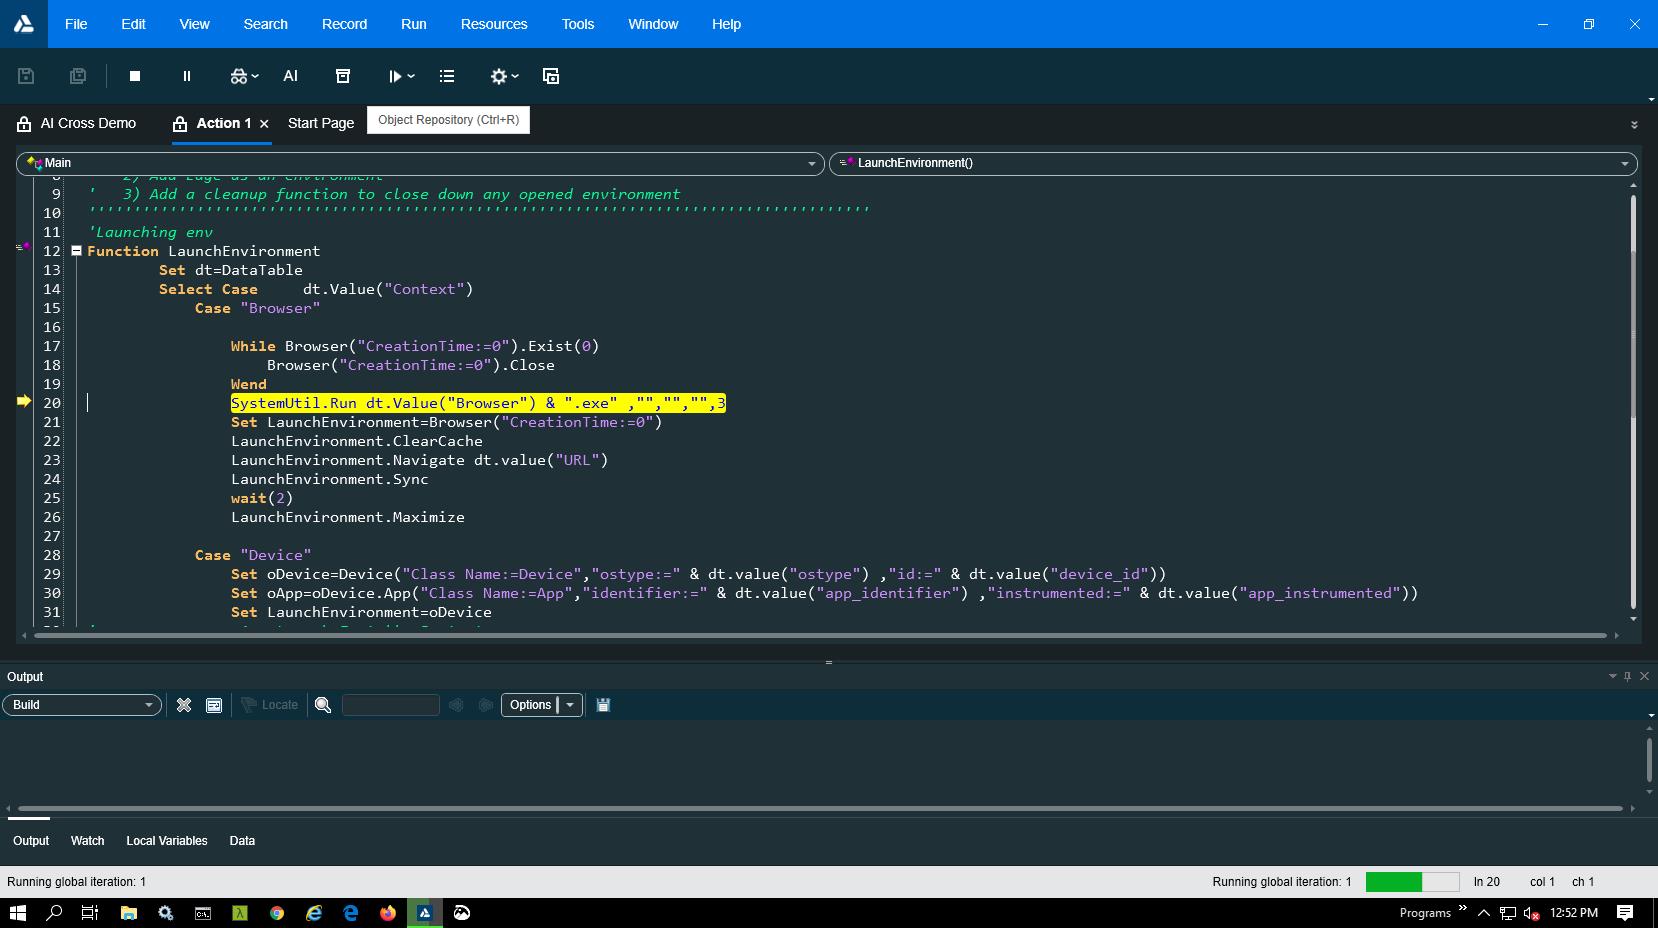 File Edit View Search Record Run Resources Tools Window Help
AI
AI Cross Demo Action 1 Start Page Object Repository (Ctrl+R)
Main LaunchEnvironment()
8 2) Add Edge as an environment
9 ' 3) Add a cleanup function to close down any opened environment
10 '''''''''''''''''''''''''''''''''''''''''''''''''''''''''''''''''''''''''''''''''''''''
11 'Launching env
12 Function LaunchEnvironment
13 Set dt=DataTable
14 Select Case dt.Value("Context")
15 Case "Browser"
16
17 While Browser("CreationTime:=0").Exist(0)
18 Browser("CreationTime:=0").Close
19 Wend
20 SystemUtil.Run dt.Value("Browser") & ".exe" ,"","","",3
21 Set LaunchEnvironment=Browser("CreationTime:=0")
22 LaunchEnvironment.ClearCache
23 LaunchEnvironment.Navigate dt.value("URL")
24 LaunchEnvironment.Sync
25 wait(2)
26 LaunchEnvironment.Maximize
27
28 Case "Device"
29 Set oDevice=Device("Class Name:=Device","ostype:=" & dt.value("ostype") ,"id:=" & dt.value("device_id"))
30 Set oApp=oDevice.App("Class Name:=App","identifier:=" & dt.value("app_identifier") ,"instrumented:=" & dt.value("app_instrumented"))
31 Set LaunchEnvironment=oDevice
Output
Build Locate Options
Output Watch Local Variables Data
Running global iteration: 1 Running global iteration: 1 ln 20 col 1 ch 1
Programs 12:52 PM